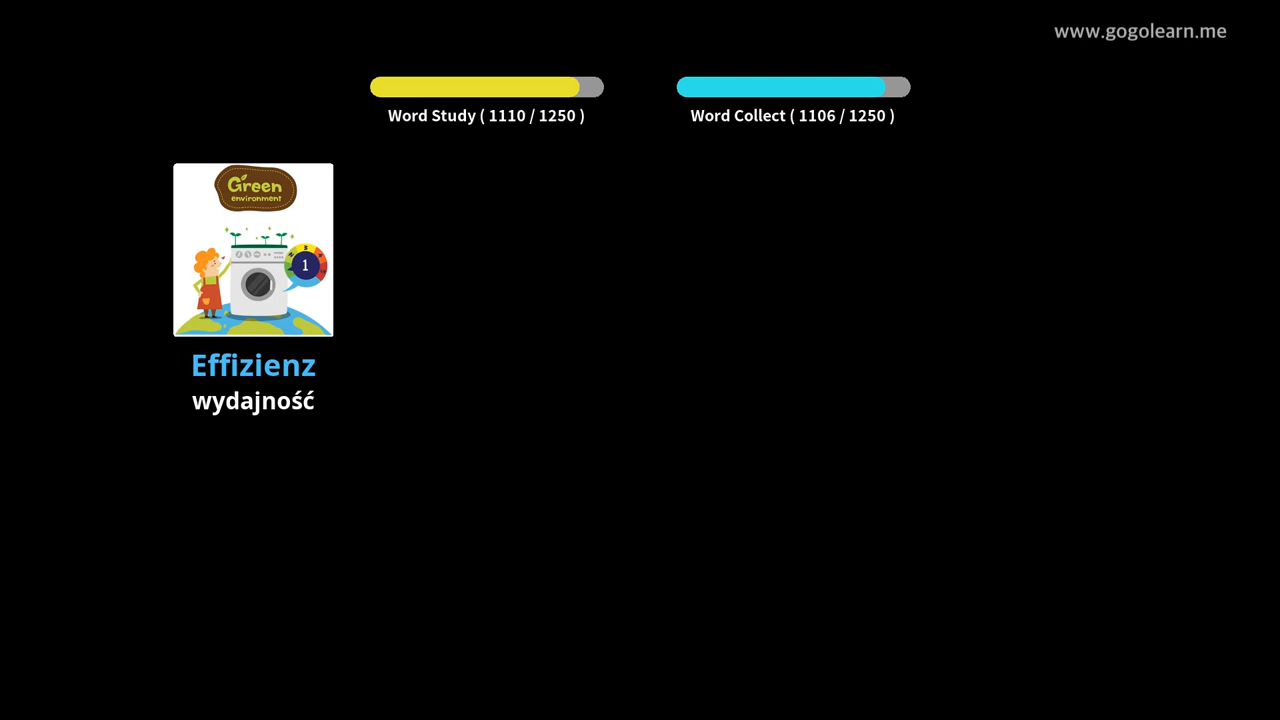 www.gogolearn.me
Word Study ( 1110 / 1250 )
Word Collect ( 1106 / 1250 )
Green
environment
1
Effizienz
wydajność